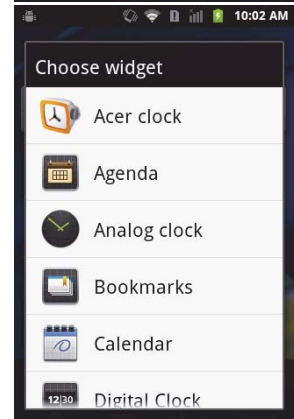 10:02 AM
Choose widget
Acer clock
Agenda
Analog clock
Bookmarks
Calendar
12|30
Digital Clock